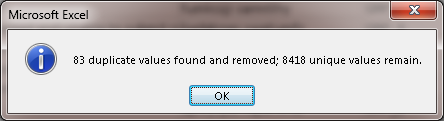 Microsoft Excel
83 duplicate values found and removed; 8418 unique values remain.
OK